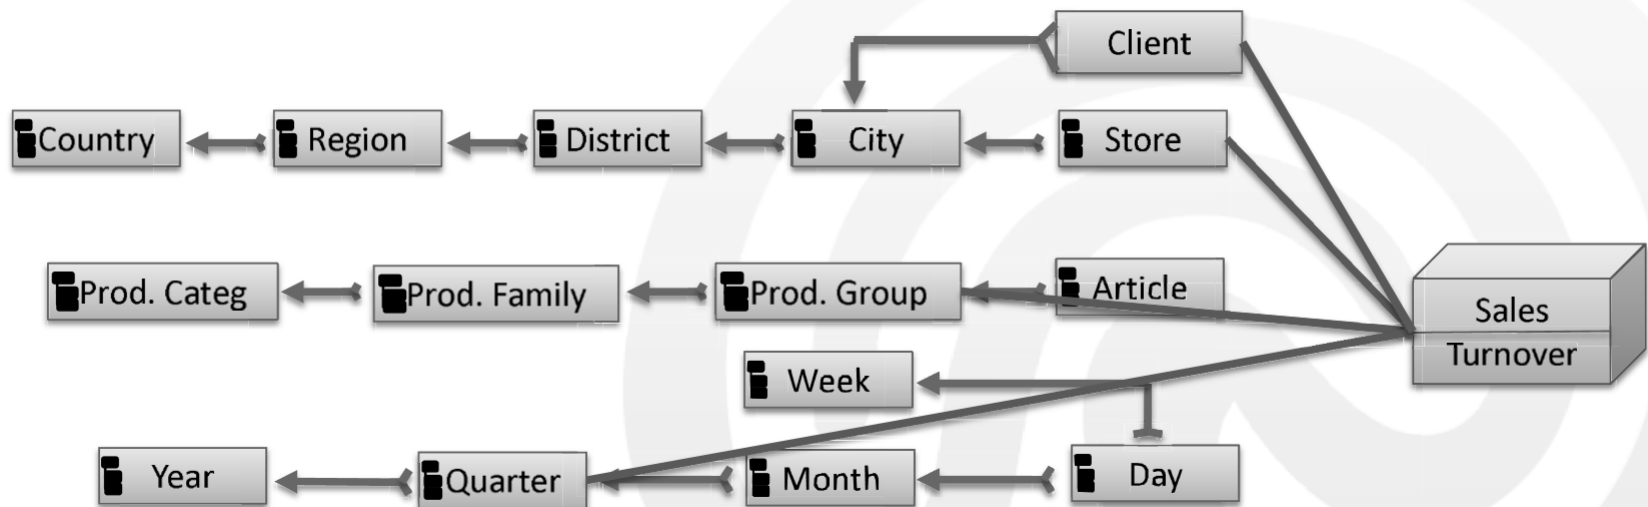 Client
Country
Region
District
City
Store
Prod. Categ
Prod. Family
Prod. Group
Article
Sales
Turnover
Week
Year
Quarter
Month
Day